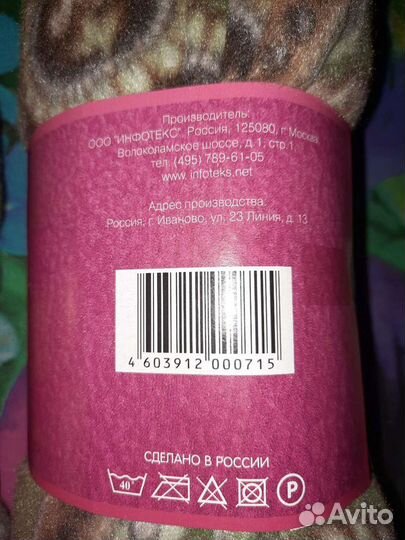 Производитель:
ООО "ИНФОТЕКС", Россия, 125080, г. Москва,
Волоколамское шоссе, д.1, стр.1
тел. (495) 789-61-05
www.infoteks.net
Адрес производства:
Россия, г. Иваново, ул. 23 Линия, д. 13
4 603912 000715
СДЕЛАНО В РОССИИ
40° P
Avito